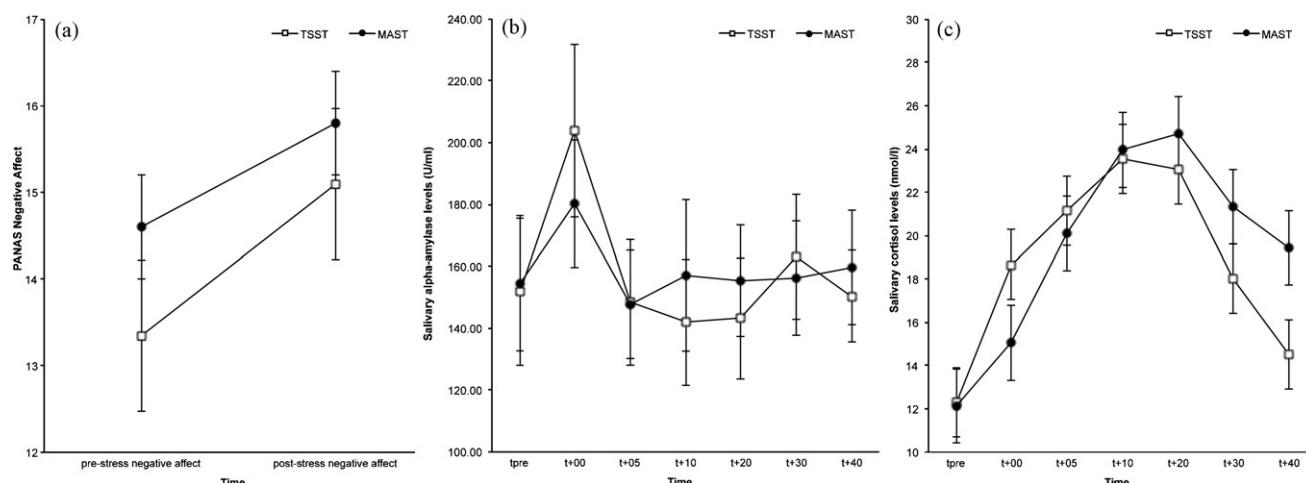 (a)
TSST MAST
17
16
15
14
13
12
PANAS Negative Affect
pre-stress negative affect post-stress negative affect
Time
(b)
TSST MAST
240.00
220.00
200.00
180.00
160.00
140.00
120.00
100.00
Salivary alpha-amylase levels (U/ml)
tpre t+00 t+05 t+10 t+20 t+30 t+40
Time
(c)
TSST MAST
30
28
26
24
22
20
18
16
14
12
10
Salivary cortisol levels (nmol/l)
tpre t+00 t+05 t+10 t+20 t+30 t+40
Time